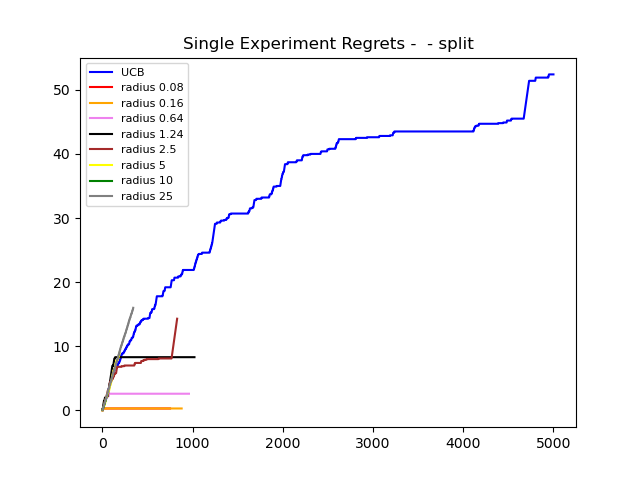 Single Experiment Regrets -  - split
UCB
radius 0.08
radius 0.16
radius 0.64
radius 1.24
radius 2.5
radius 5
radius 10
radius 25
50
40
30
20
10
0
0 1000 2000 3000 4000 5000